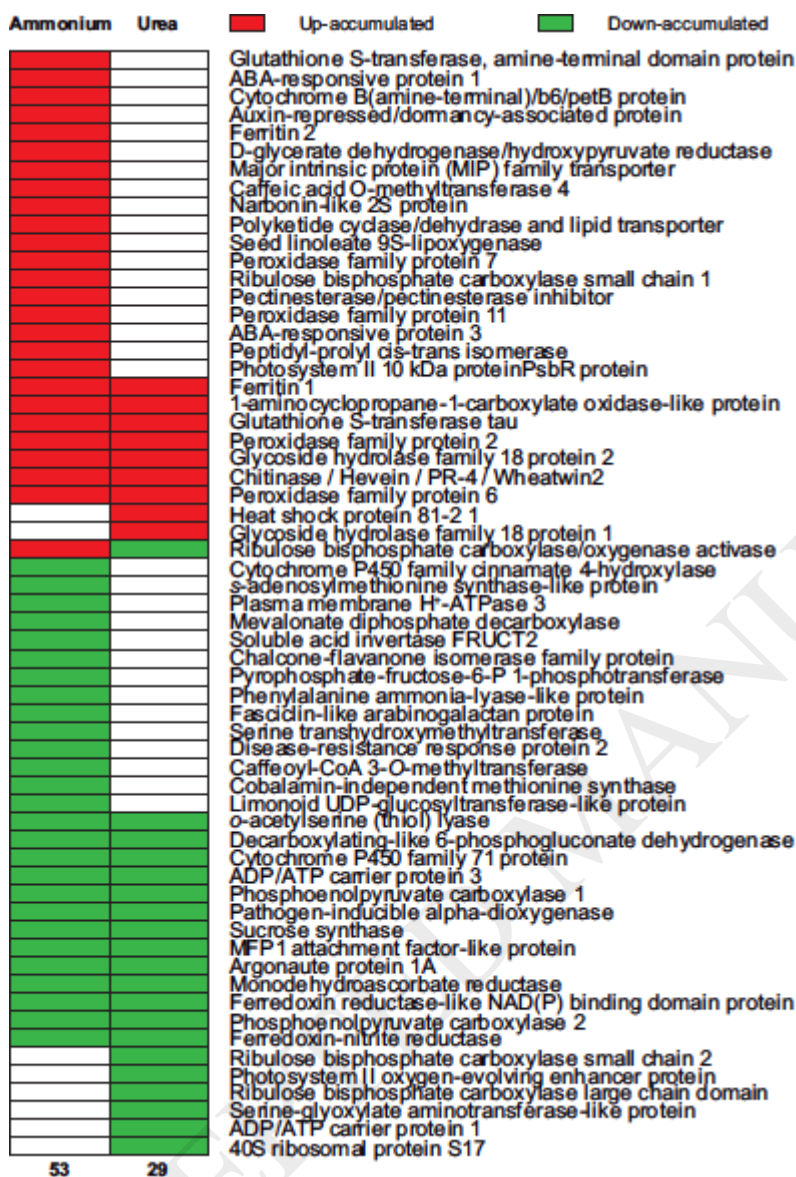 Ammonium Urea Up-accumulated Down-accumulated
Glutathione S-transferase, amine-terminal domain protein
ABA-responsive protein 1
Cytochrome B(amine-terminal)/b6/petB protein
Auxin-repressed/dormancy-associated protein
Ferritin 2
D-glycerate dehydrogenase/hydroxypyruvate reductase
Major intrinsic protein (MIP) family transporter
Caffeic acid O-methyltransferase 4
Narbonin-like 2S protein
Polyketide cyclase/dehydrase and lipid transporter
Seed linoleate 9S-lipoxygenase
Peroxidase family protein 7
Ribulose bisphosphate carboxylase small chain 1
Pectinesterase/pectinesterase inhibitor
Peroxidase family protein 11
ABA-responsive protein 3
Peptidyl-prolyl cis-trans isomerase
Photosystem II 10 kDa proteinPsbR protein
Ferritin 1
1-aminocyclopropane-1-carboxylate oxidase-like protein
Glutathione S-transferase tau
Peroxidase family protein 2
Glycoside hydrolase family 18 protein 2
Chitinase / Hevein / PR-4 / Wheatwin2
Peroxidase family protein 6
Heat shock protein 81-2 1
Glycoside hydrolase family 18 protein 1
Ribulose bisphosphate carboxylase/oxygenase activase
Cytochrome P450 family cinnamate 4-hydroxylase
s-adenosylmethionine synthase-like protein
Plasma membrane H⁺-ATPase 3
Mevalonate diphosphate decarboxylase
Soluble acid invertase FRUCT2
Chalcone-flavanone isomerase family protein
Pyrophosphate-fructose-6-P 1-phosphotransferase
Phenylalanine ammonia-lyase-like protein
Fasciclin-like arabinogalactan protein
Serine transhydroxymethyltransferase
Disease-resistance response protein 2
Caffeoyl-CoA 3-O-methyltransferase
Cobalamin-independent methionine synthase
Limonoid UDP-glucosyltransferase-like protein
o-acetylserine (thiol) lyase
Decarboxylating-like 6-phosphogluconate dehydrogenase
Cytochrome P450 family 71 protein
ADP/ATP carrier protein 3
Phosphoenolpyruvate carboxylase 1
Pathogen-inducible alpha-dioxygenase
Sucrose synthase
MFP1 attachment factor-like protein
Argonaute protein 1A
Monodehydroascorbate reductase
Ferredoxin reductase-like NAD(P) binding domain protein
Phosphoenolpyruvate carboxylase 2
Ferredoxin-nitrite reductase
Ribulose bisphosphate carboxylase small chain 2
Photosystem II oxygen-evolving enhancer protein
Ribulose bisphosphate carboxylase large chain domain
Serine-glyoxylate aminotransferase-like protein
ADP/ATP carrier protein 1
40S ribosomal protein S17
53 29